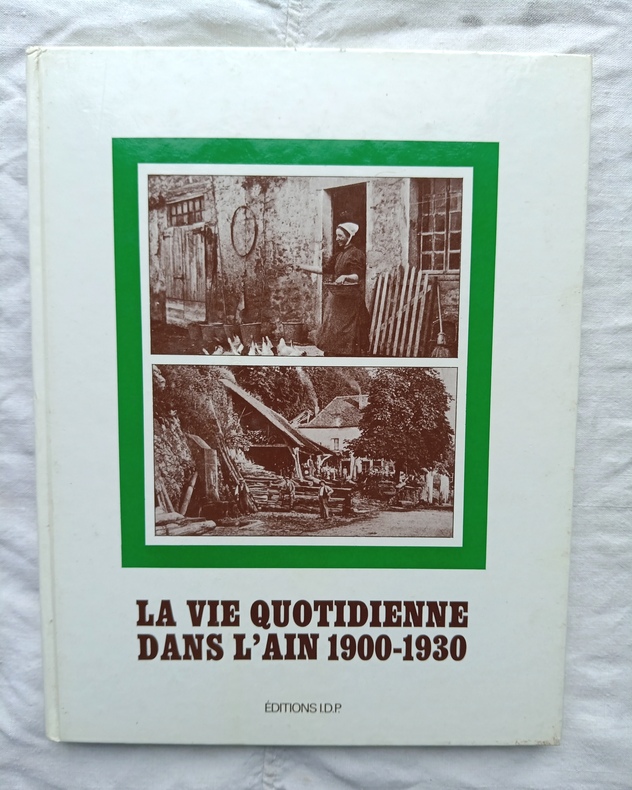 LA VIE QUOTIDIENNE
DANS L'AIN 1900-1930
ÉDITIONS I.D.P.